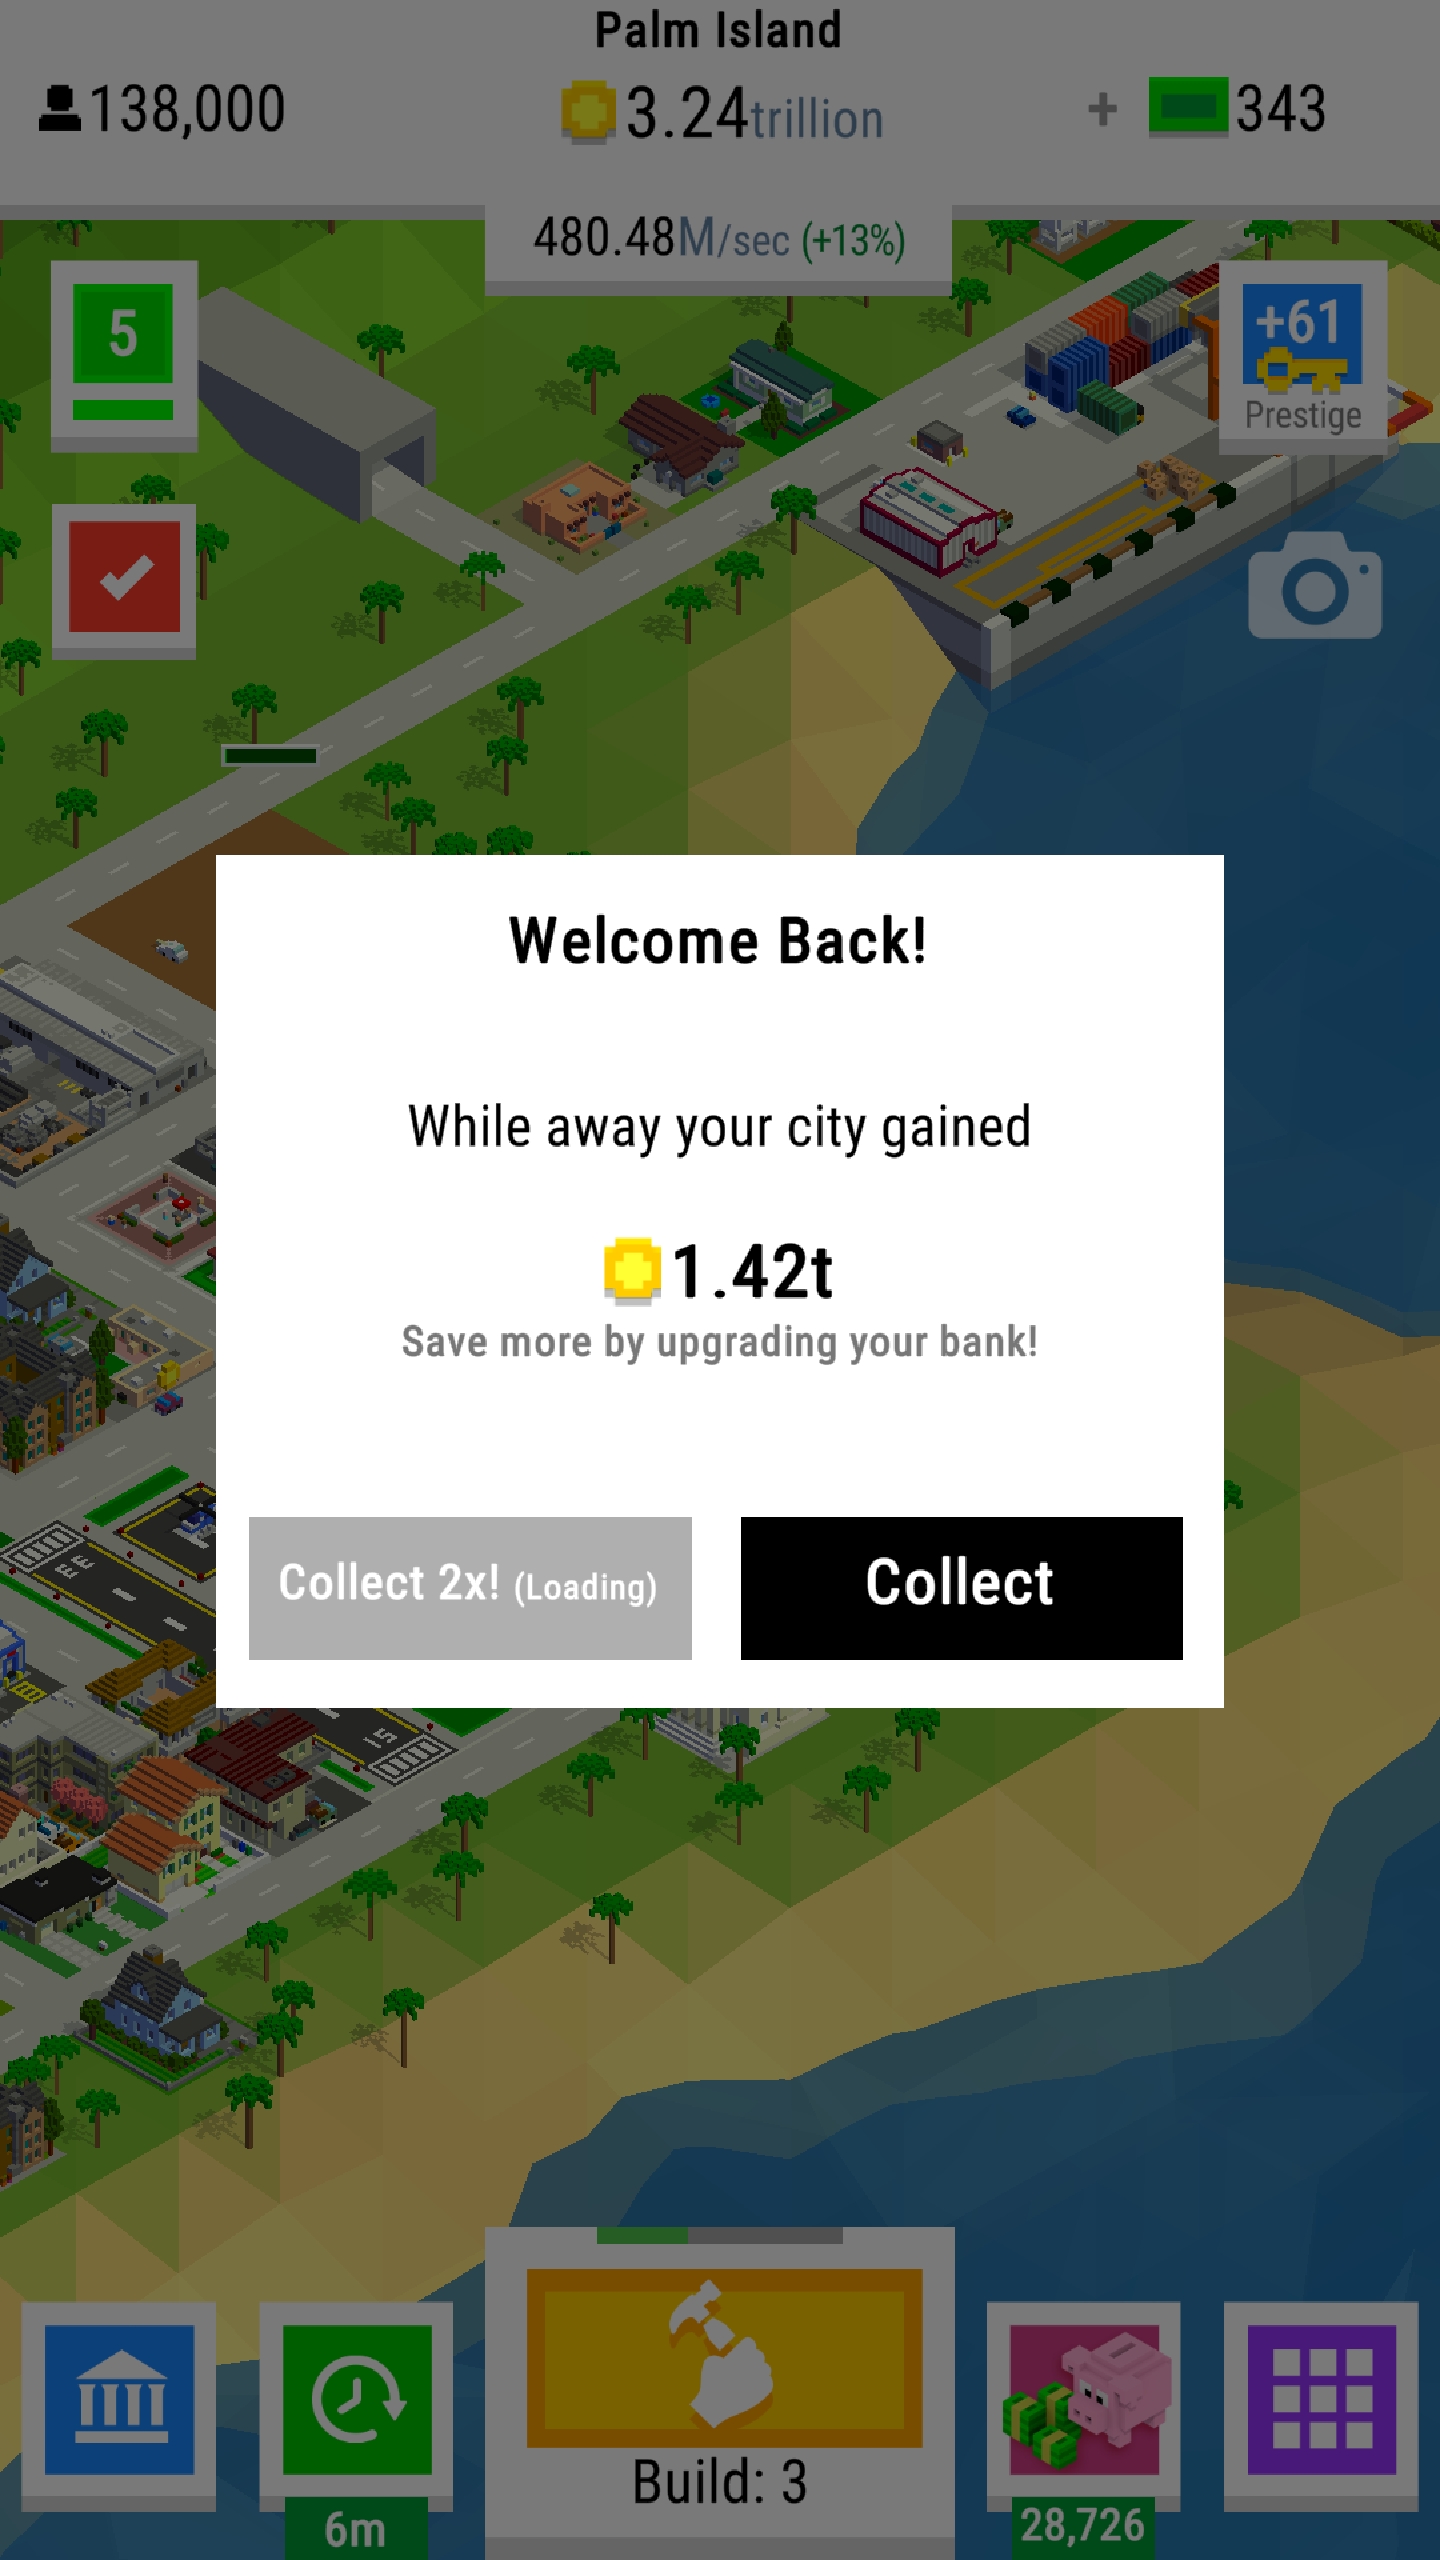 Palm Island
138,000
3.24trillion
+ 343
480.48M/sec (+13%)
5
+61
Prestige
Welcome Back!
While away your city gained
1.42t
Save more by upgrading your bank!
Collect 2x! (Loading)
Collect
33
15
Build: 3
6m
28,726